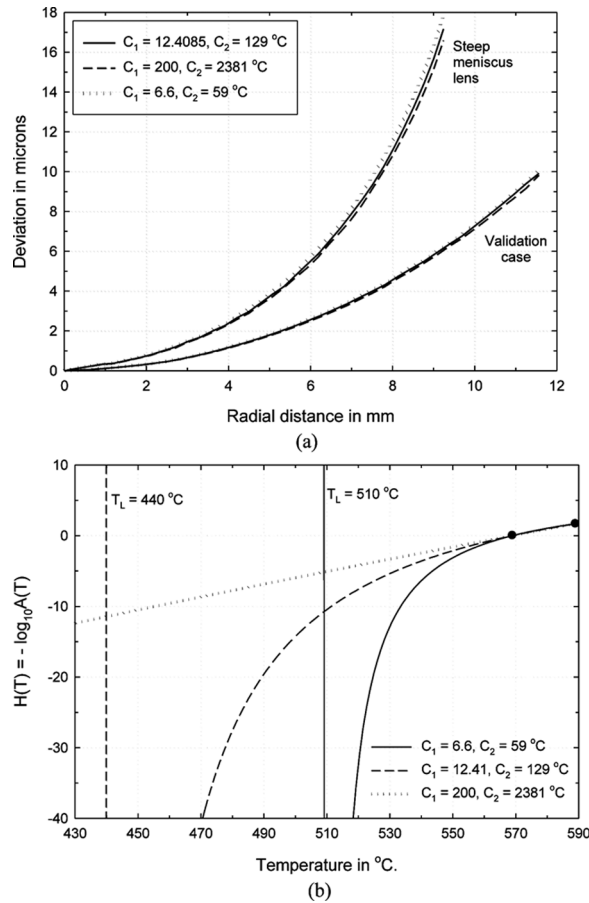 18
16
14
12
10
8
6
4
2
0
Deviation in microns
C₁ = 12.4085, C₂ = 129 °C
C₁ = 200, C₂ = 2381 °C
C₁ = 6.6, C₂ = 59 °C
Steep
meniscus
lens
Validation
case
0 2 4 6 8 10 12
Radial distance in mm
(a)
10
0
-10
-20
-30
-40
H(T) = - log₁₀A(T)
T_L = 440 °C
T_L = 510 °C
C₁ = 6.6, C₂ = 59 °C
C₁ = 12.41, C₂ = 129 °C
C₁ = 200, C₂ = 2381 °C
430 450 470 490 510 530 550 570 590
Temperature in °C.
(b)